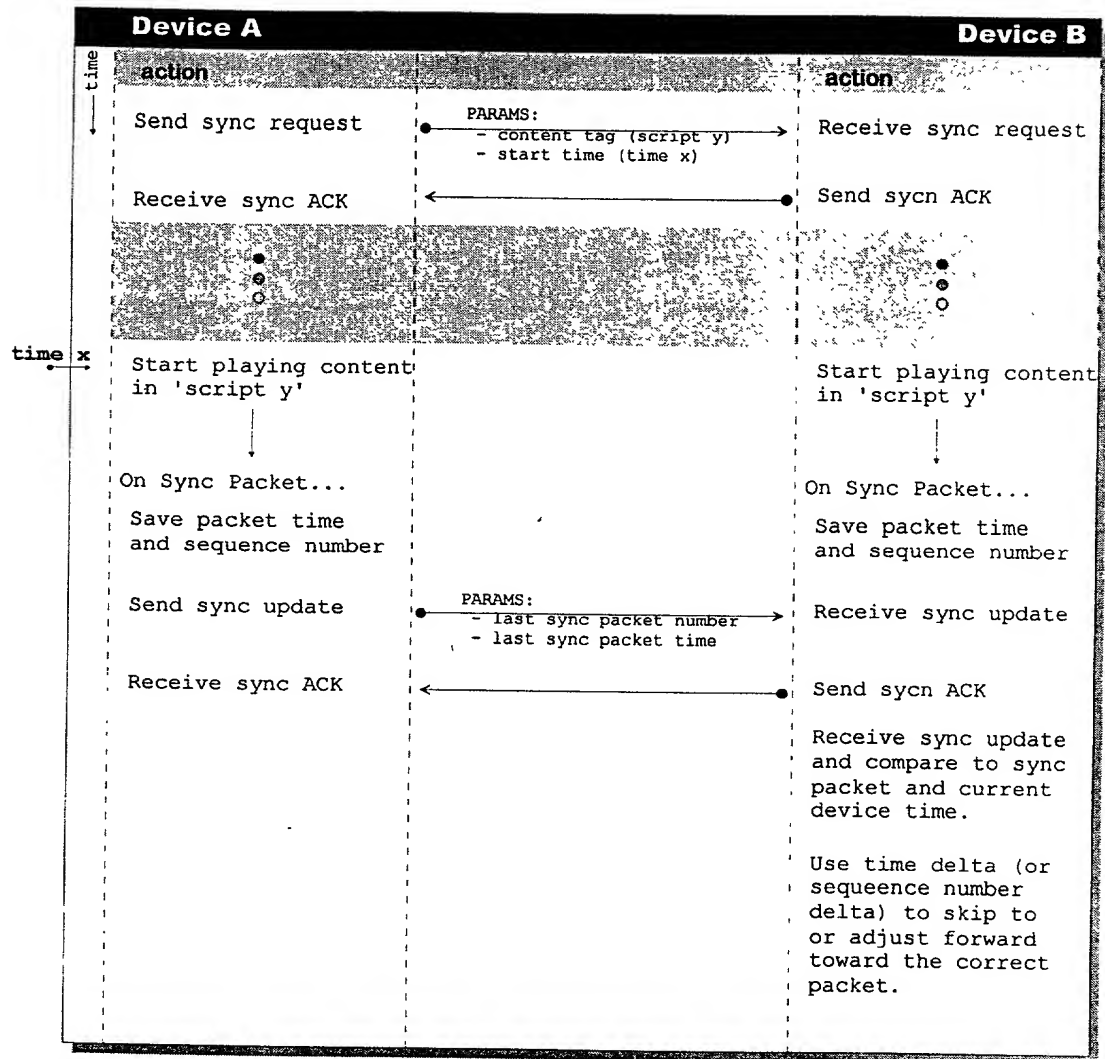 Device A
Device B
time
action
action
Send sync request
PARAMS:
- content tag (script y)
- start time (time x)
Receive sync request
Receive sync ACK
Send sycn ACK
time x
Start playing content
in 'script y'
Start playing content
in 'script y'
On Sync Packet...
On Sync Packet...
Save packet time
and sequence number
Save packet time
and sequence number
Send sync update
PARAMS:
- last sync packet number
- last sync packet time
Receive sync update
Receive sync ACK
Send sycn ACK
Receive sync update
and compare to sync
packet and current
device time.
Use time delta (or
sequeence number
delta) to skip to
or adjust forward
toward the correct
packet.